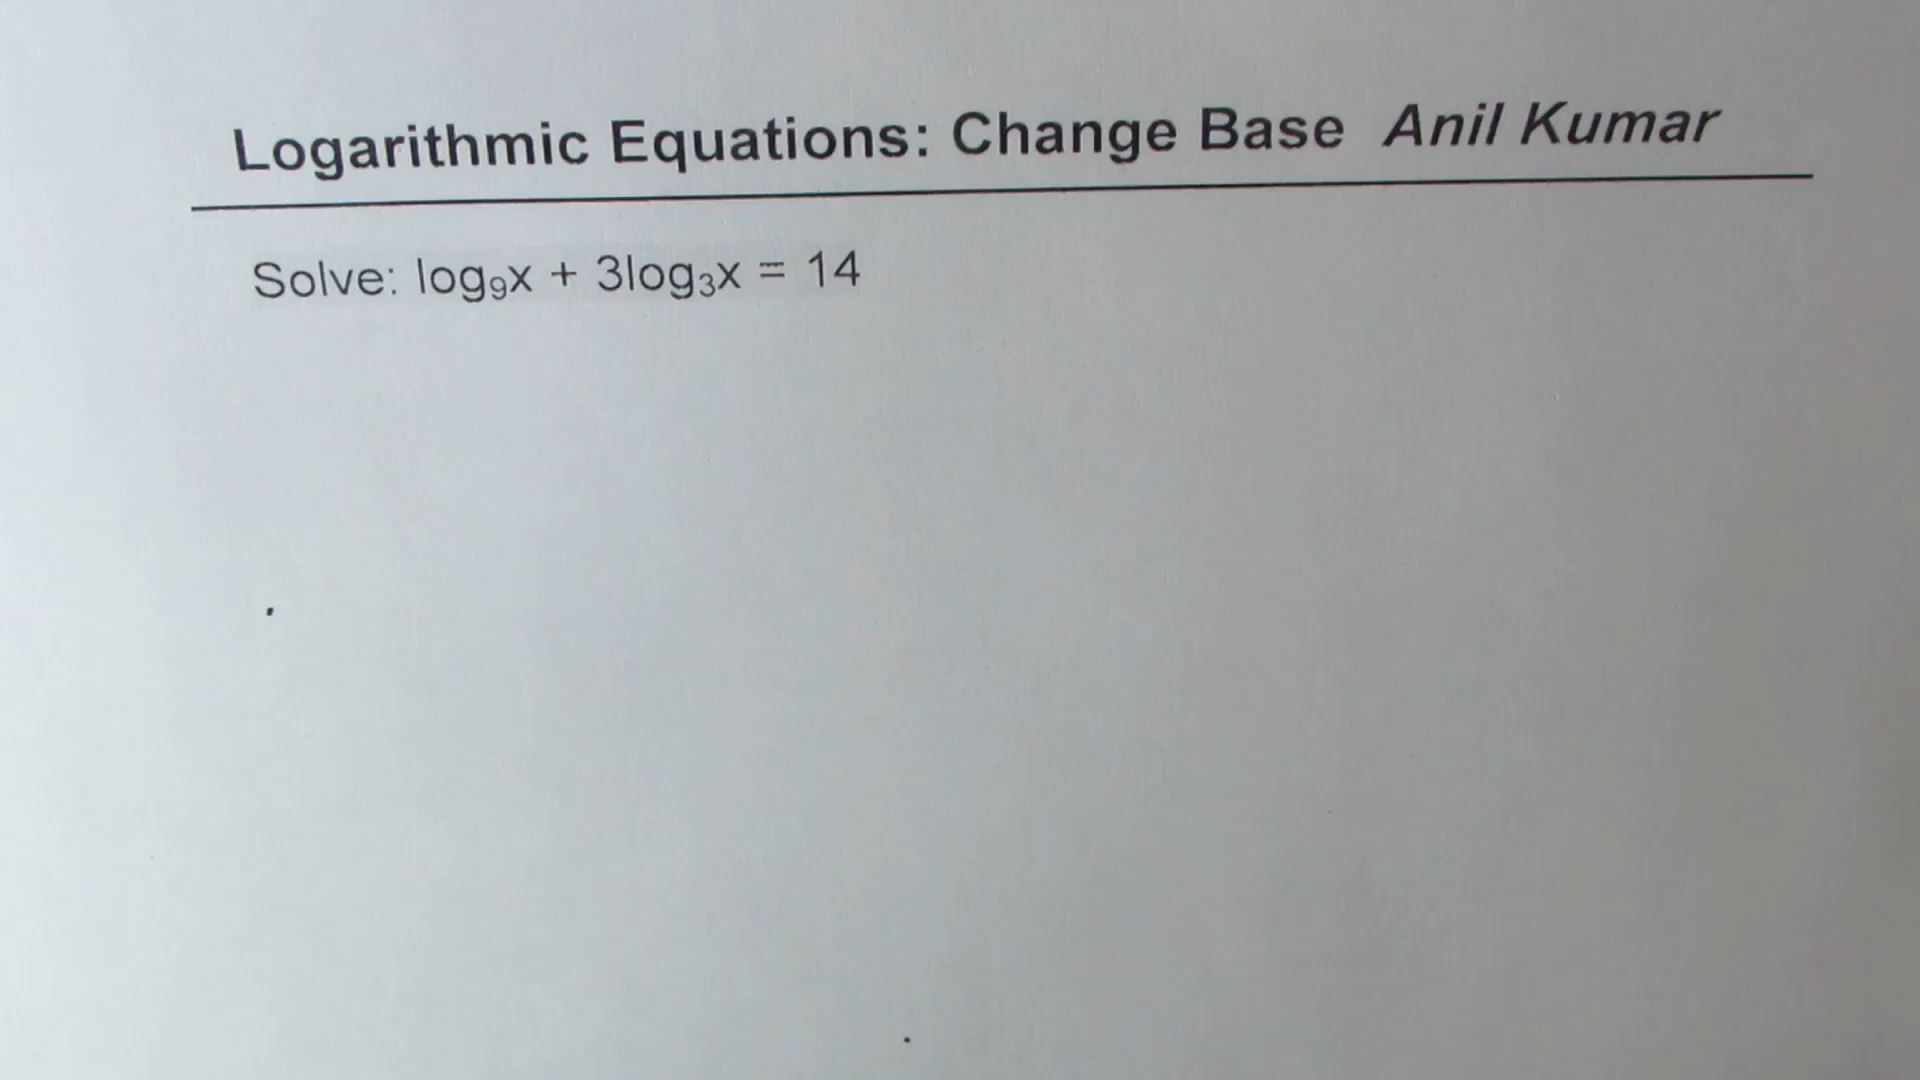 Logarithmic Equations: Change Base Anil Kumar
Solve: log₉x + 3log₃x = 14